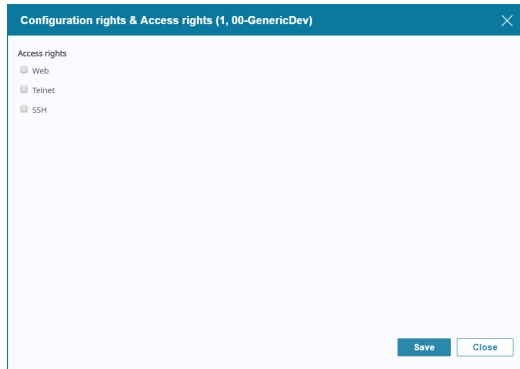 Configuration rights & Access rights (1, 00-GenericDev)
Access rights
Web
Telnet
SSH
Save Close